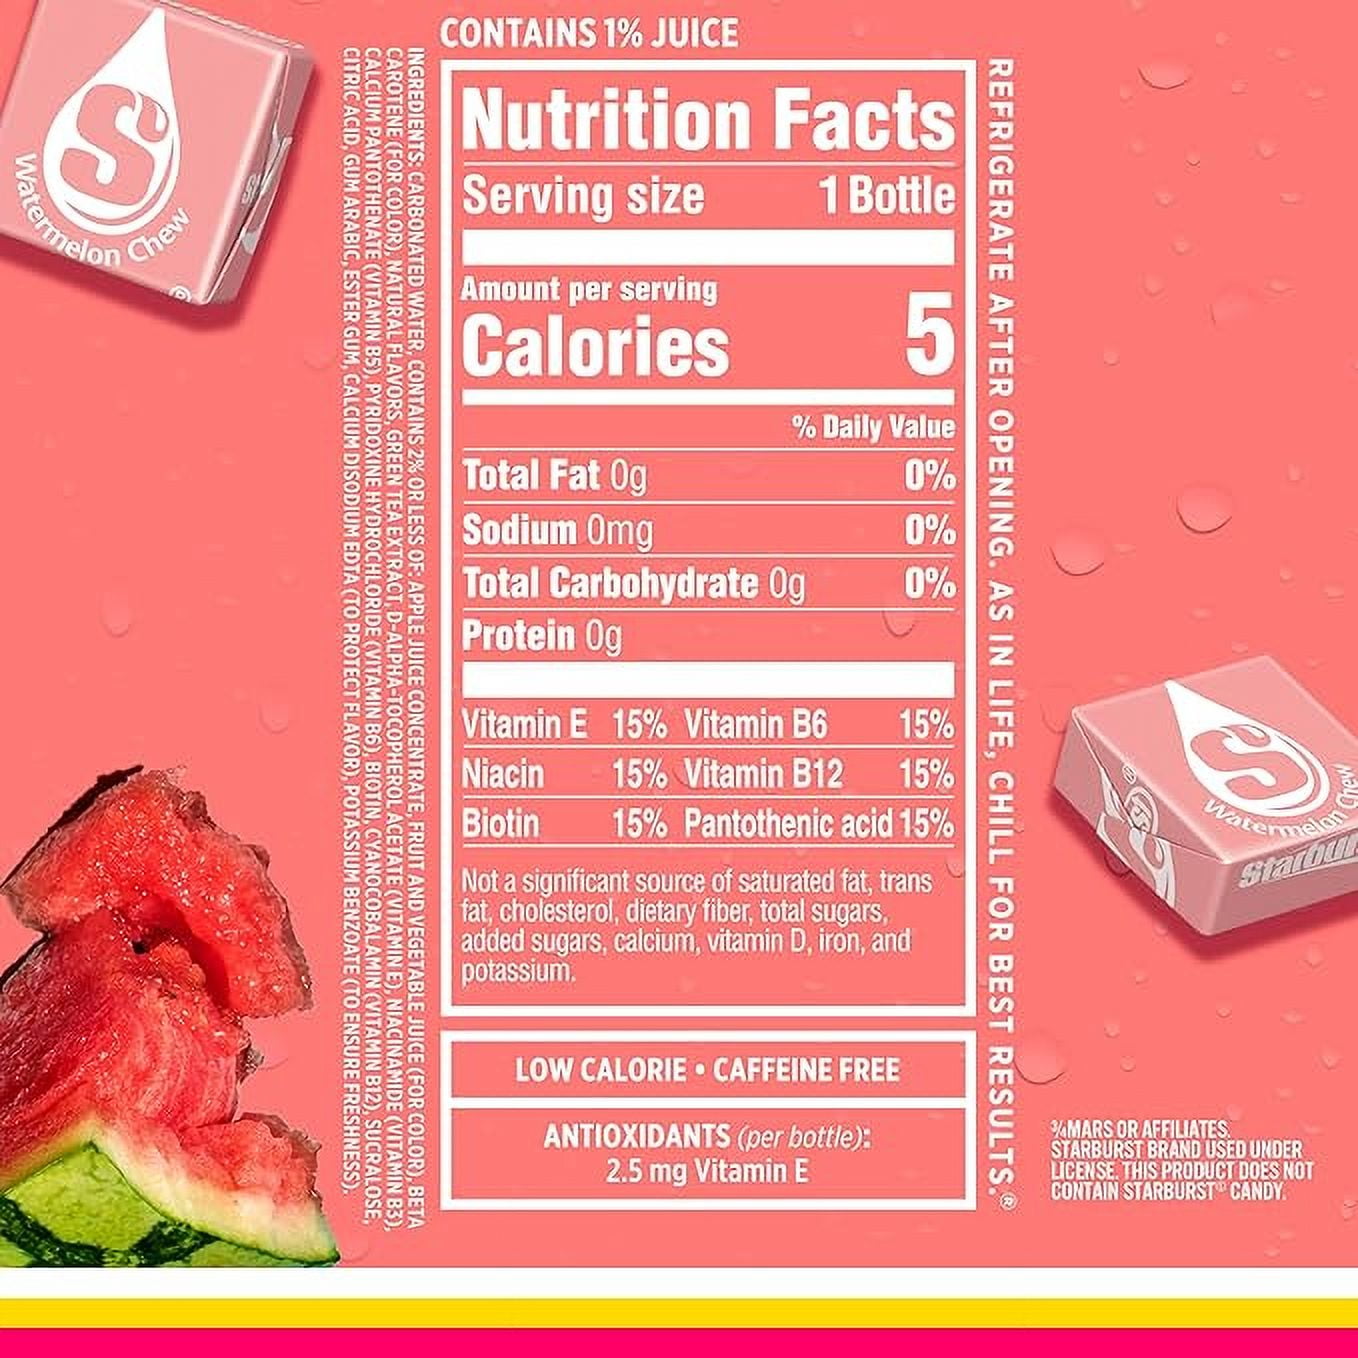 CONTAINS 1% JUICE
Nutrition Facts
Serving size 1 Bottle
Amount per serving
Calories 5
% Daily Value
Total Fat 0g 0%
Sodium 0mg 0%
Total Carbohydrate 0g 0%
Protein 0g
Vitamin E 15% Vitamin B6 15%
Niacin 15% Vitamin B12 15%
Biotin 15% Pantothenic acid 15%
Not a significant source of saturated fat, trans
fat, cholesterol, dietary fiber, total sugars,
added sugars, calcium, vitamin D, iron, and
potassium.
LOW CALORIE • CAFFEINE FREE
ANTIOXIDANTS (per bottle):
2.5 mg Vitamin E
INGREDIENTS: CARBONATED WATER, CONTAINS 2% OR LESS OF: APPLE JUICE CONCENTRATE, FRUIT AND VEGETABLE JUICE (FOR COLOR), BETA
CAROTENE (FOR COLOR), NATURAL FLAVORS, GREEN TEA EXTRACT, D-ALPHA-TOCOPHEROL ACETATE (VITAMIN E), NIACINAMIDE (VITAMIN B3),
CALCIUM PANTOTHENATE (VITAMIN B5), PYRIDOXINE HYDROCHLORIDE (VITAMIN B6), BIOTIN, CYANOCOBALAMIN (VITAMIN B12), SUCRALOSE,
CITRIC ACID, GUM ARABIC, ESTER GUM, CALCIUM DISODIUM EDTA (TO PROTECT FLAVOR), POTASSIUM BENZOATE (TO ENSURE FRESHNESS).
REFRIGERATE AFTER OPENING. AS IN LIFE, CHILL FOR BEST RESULTS.®
S
Watermelon Chew
®
S
Watermelon Chew
Starbur
™/®MARS OR AFFILIATES.
STARBURST BRAND USED UNDER
LICENSE. THIS PRODUCT DOES NOT
CONTAIN STARBURST® CANDY.